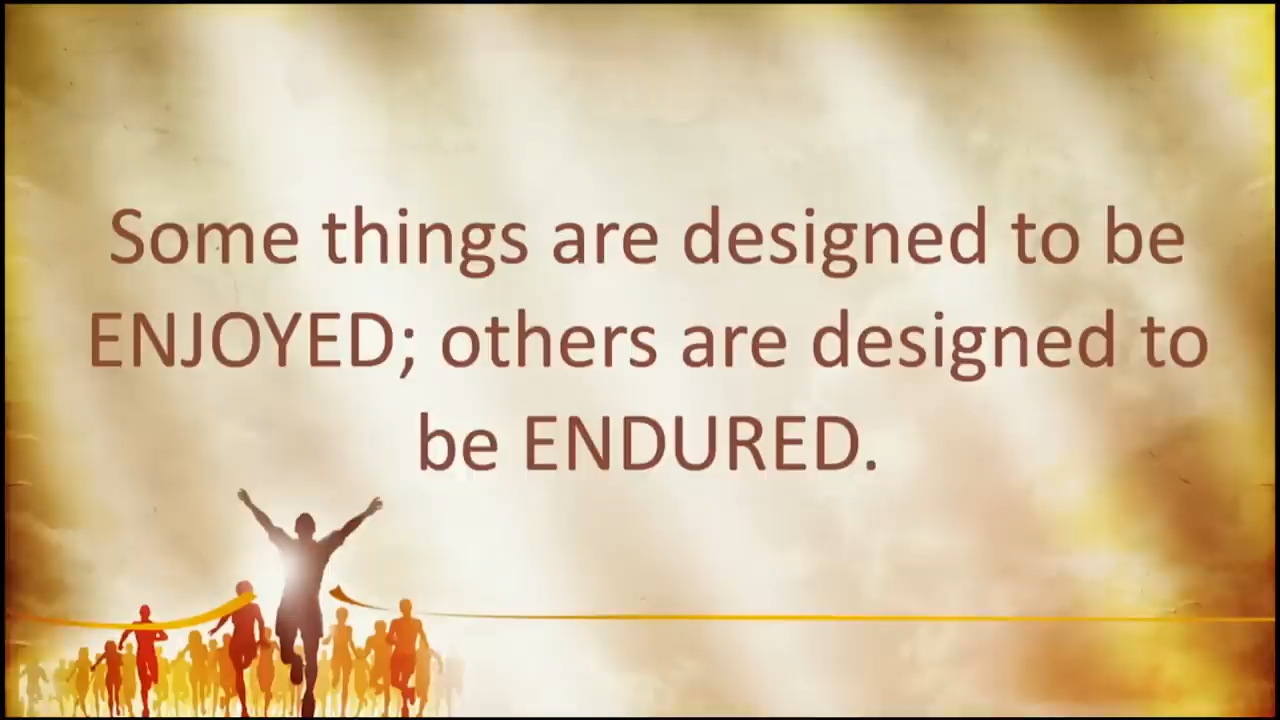 Some things are designed to be
ENJOYED; others are designed to
be ENDURED.